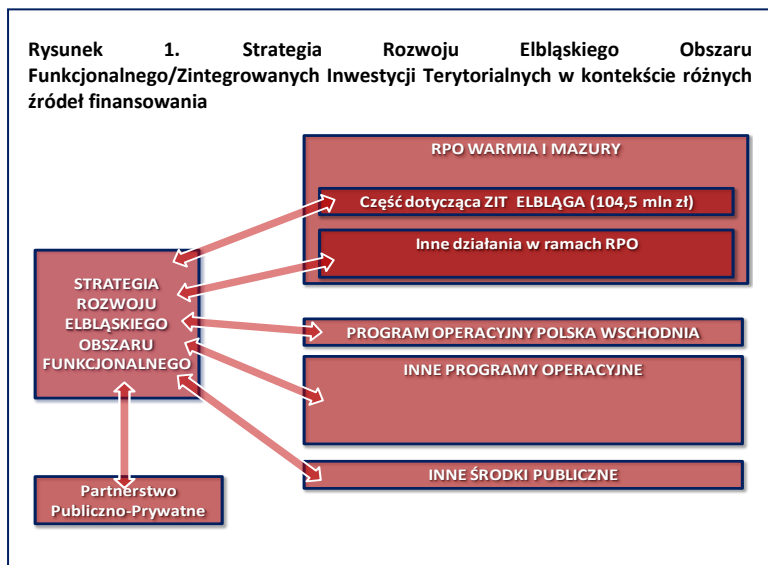 Rysunek 1. Strategia Rozwoju Elbląskiego Obszaru
Funkcjonalnego/Zintegrowanych Inwestycji Terytorialnych w kontekście różnych
źródeł finansowania
RPO WARMIA I MAZURY
Część dotycząca ZIT ELBLĄGA (104,5 mln zł)
Inne działania w ramach RPO
STRATEGIA
ROZWOJU
ELBLĄSKIEGO
OBSZARU
FUNKCJONALNEGO
PROGRAM OPERACYJNY POLSKA WSCHODNIA
INNE PROGRAMY OPERACYJNE
INNE ŚRODKI PUBLICZNE
Partnerstwo
Publiczno-Prywatne